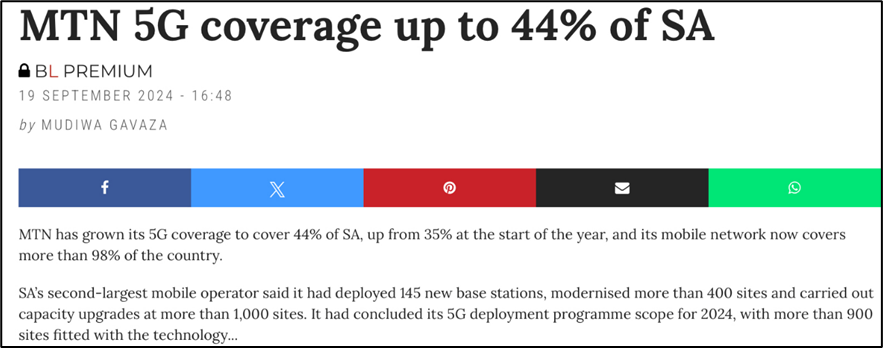 MTN 5G coverage up to 44% of SA
BL PREMIUM
19 SEPTEMBER 2024 - 16:48
by MUDIWA GAVAZA
MTN has grown its 5G coverage to cover 44% of SA, up from 35% at the start of the year, and its mobile network now covers
more than 98% of the country.
SA's second-largest mobile operator said it had deployed 145 new base stations, modernised more than 400 sites and carried out
capacity upgrades at more than 1,000 sites. It had concluded its 5G deployment programme scope for 2024, with more than 900
sites fitted with the technology...